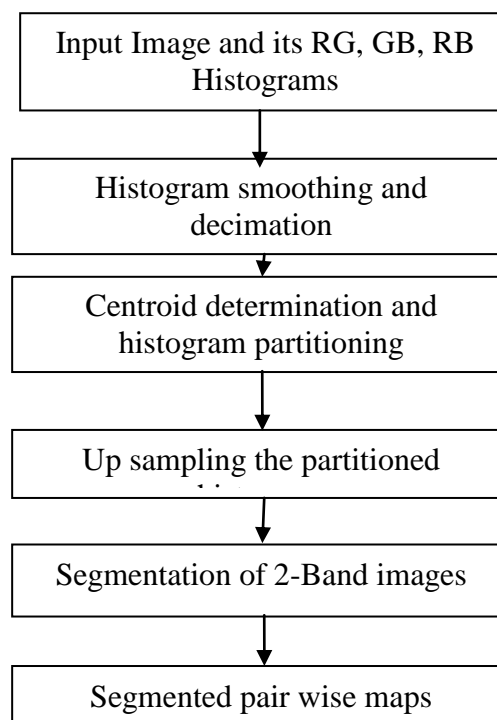 Input Image and its RG, GB, RB
Histograms
Histogram smoothing and
decimation
Centroid determination and
histogram partitioning
Up sampling the partitioned
Segmentation of 2-Band images
Segmented pair wise maps